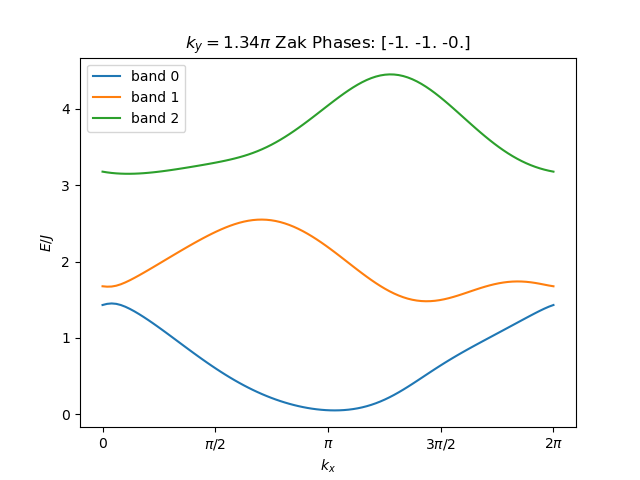 $k_y = 1.34\pi$ Zak Phases: [-1. -1. -0.]
band 0
band 1
band 2
E/J
4
3
2
1
0
0
π/2
π
3π/2
2π
$k_x$